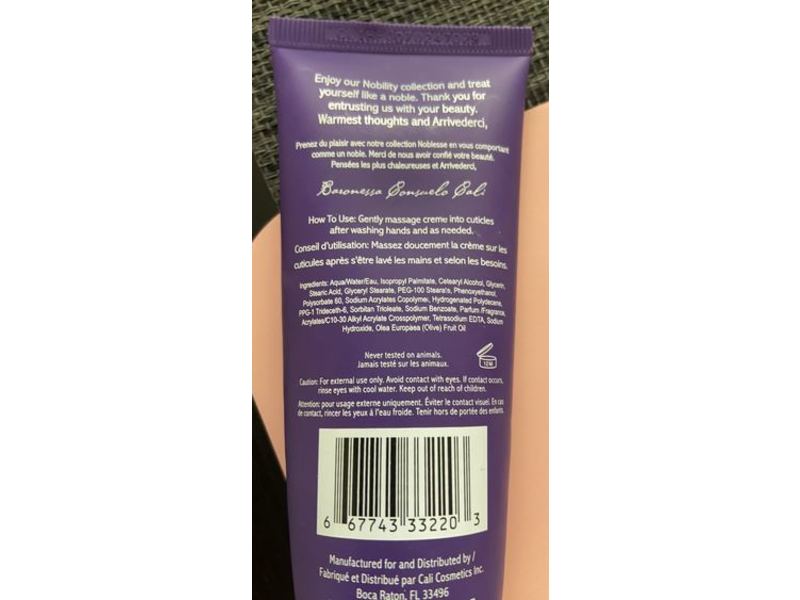 Enjoy our Nobility collection and treat
yourself like a noble. Thank you for
entrusting us with your beauty.
Warmest thoughts and Arrivederci,
Prenez du plaisir avec notre collection Noblesse en vous comportant
comme un noble. Merci de nous avoir confié votre beauté.
Pensées les plus chaleureuses et Arrivederci,
Baronessa Consuelo Cali
How To Use: Gently massage creme into cuticles
after washing hands and as needed.
Conseil d'utilisation: Massez doucement la crème sur les
cuticules après s'être lavé les mains et selon les besoins.
Ingredients: Aqua/Water/Eau, Isopropyl Palmitate, Cetearyl Alcohol, Glycerin,
Stearic Acid, Glyceryl Stearate, PEG-100 Stearate, Phenoxyethanol,
Polysorbate 60, Sodium Acrylates Copolymer, Hydrogenated Polydecene,
PPG-1 Trideceth-6, Sorbitan Trioleate, Sodium Benzoate, Parfum /Fragrance,
Acrylates/C10-30 Alkyl Acrylate Crosspolymer, Tetrasodium EDTA, Sodium
Hydroxide, Olea Europaea (Olive) Fruit Oil
Never tested on animals.
Jamais testé sur les animaux.
12M
Caution: For external use only. Avoid contact with eyes. If contact occurs,
rinse eyes with cool water. Keep out of reach of children.
Attention: pour usage externe uniquement. Éviter le contact visuel. En cas
de contact, rincer les yeux à l'eau froide. Tenir hors de portée des enfants.
6 67743 33220 3
Manufactured for and Distributed by /
Fabriqué et Distribué par Cali Cosmetics Inc.
Boca Raton, FL 33496